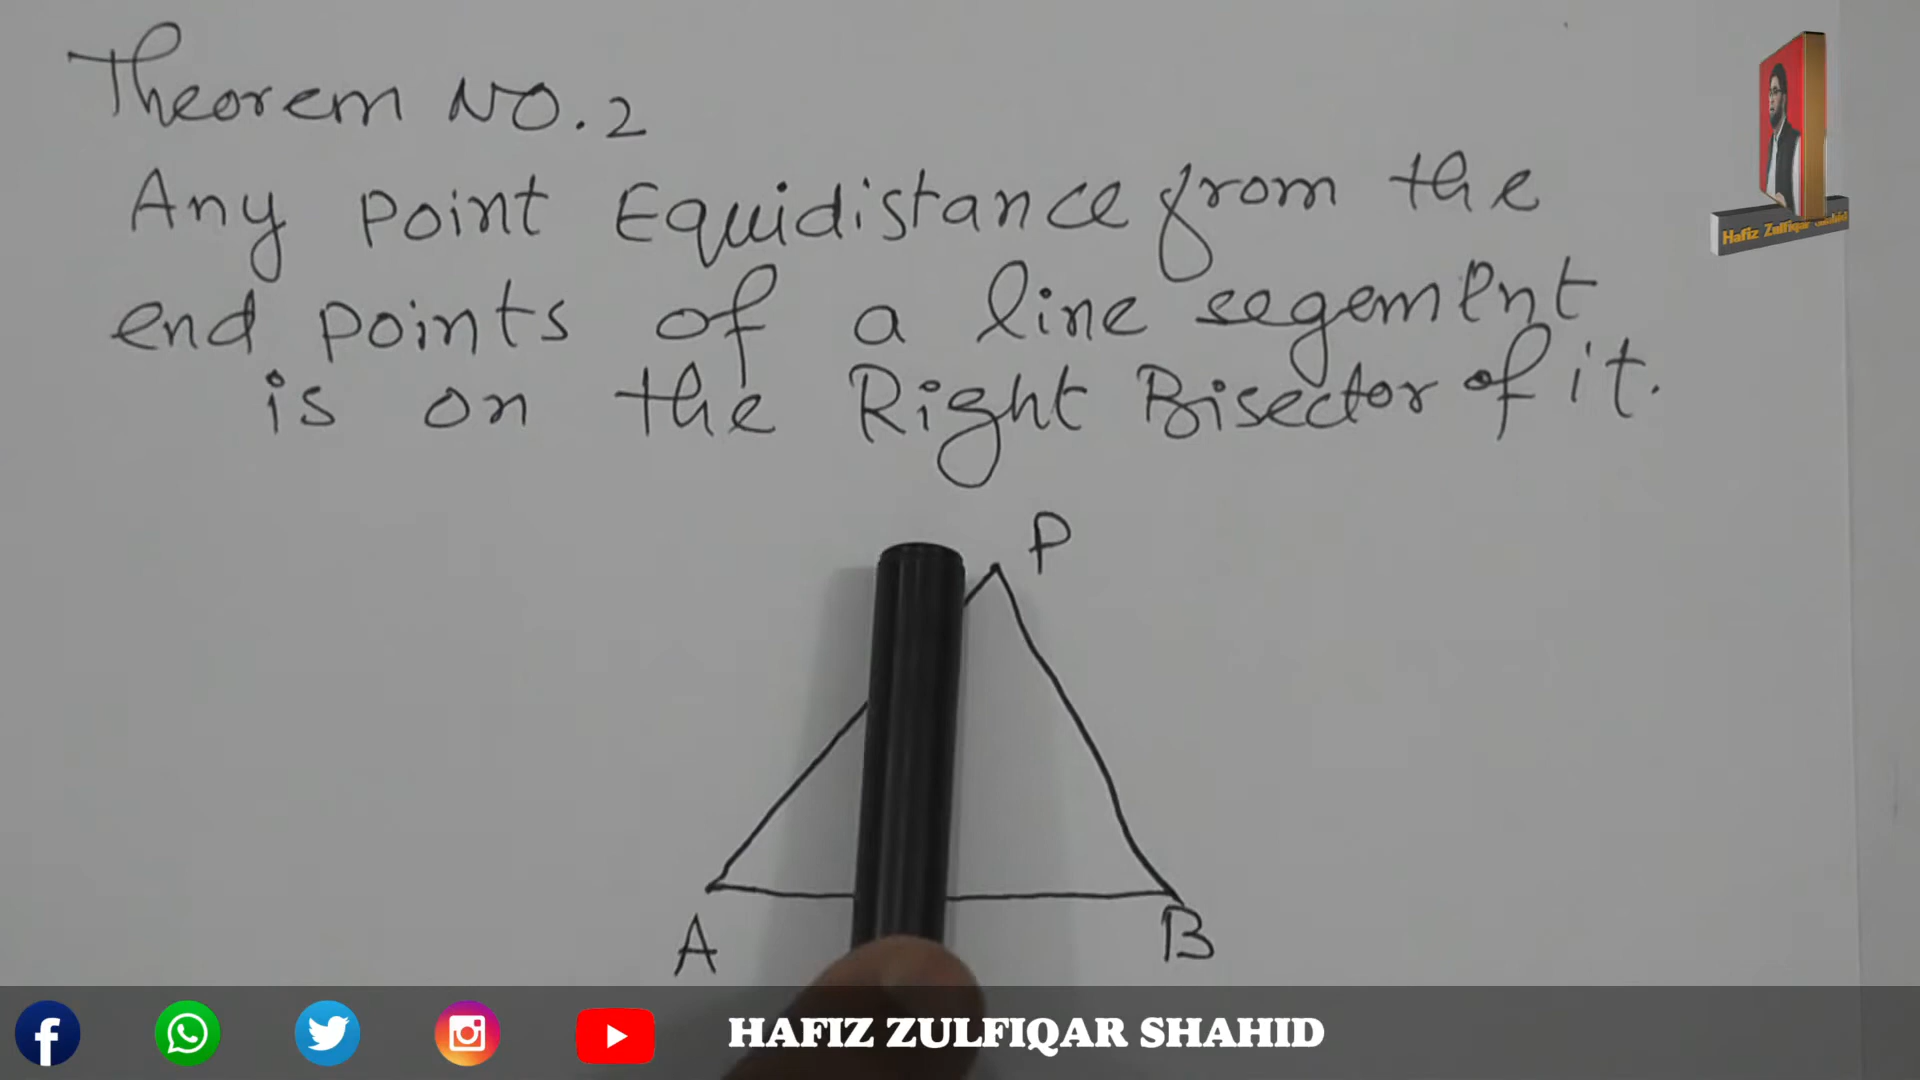 Theorem NO. 2
Any point Equidistance from the
end points of a line segement
is on the Right Bisector of it.
P
A
B
Hafiz Zulfiqar Shahid
HAFIZ ZULFIQAR SHAHID